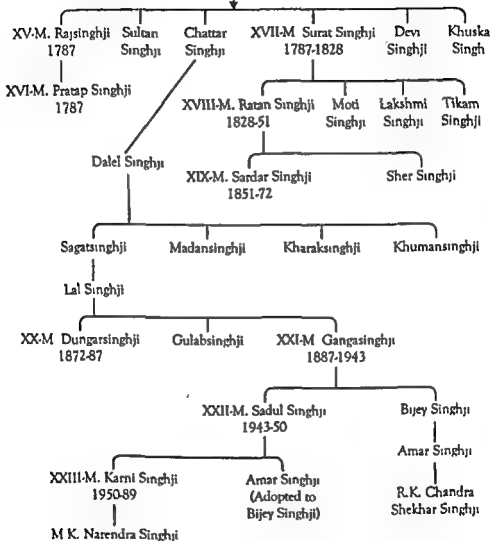 XV-M. Rajsinghji
1787
Sultan
Singhji
Chattar
Singhji
XVII-M Surat Singhji
1787-1828
Devi
Singhji
Khuska
Singh
XVI-M. Pratap Singhji
1787
XVIII-M. Ratan Singhji
1828-51
Moti
Singhji
Lakshmi
Singhji
Tikam
Singhji
Dalel Singhji
XIX-M. Sardar Singhji
1851-72
Sher Singhji
Sagatsinghji
Madansinghji
Kharaksinghji
Khumansinghji
Lal Singhji
XX-M Dungarsinghji
1872-87
Gulabsinghji
XXI-M Gangasinghji
1887-1943
XXII-M. Sadul Singhji
1943-50
Bijey Singhji
Amar Singhji
XXIII-M. Karni Singhji
1950-89
Amar Singhji
(Adopted to
Bijey Singhji)
R.K. Chandra
Shekhar Singhji
M K. Narendra Singhji